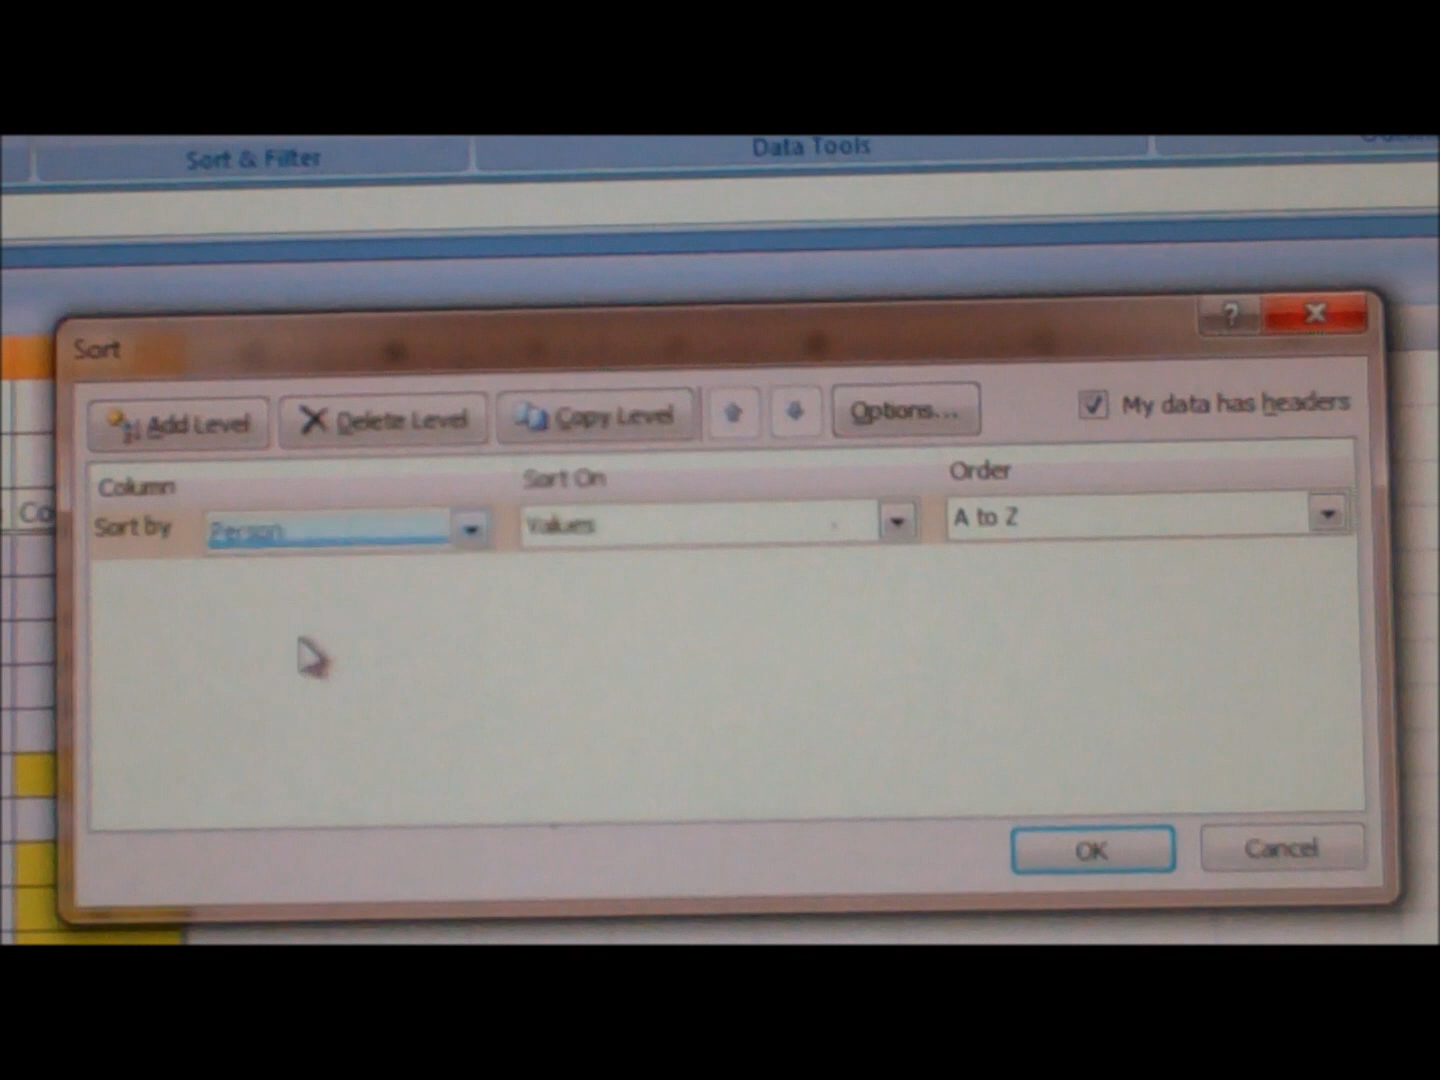 Sort & Filter
Data Tools
Sort
?
Add Level
Delete Level
Copy Level
Options...
My data has headers
Column
Sort On
Order
Co
Sort by
Person
Values
A to Z
OK
Cancel